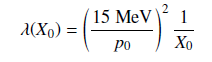 λ(X₀) = (15 MeV / p₀)² 1 / X₀